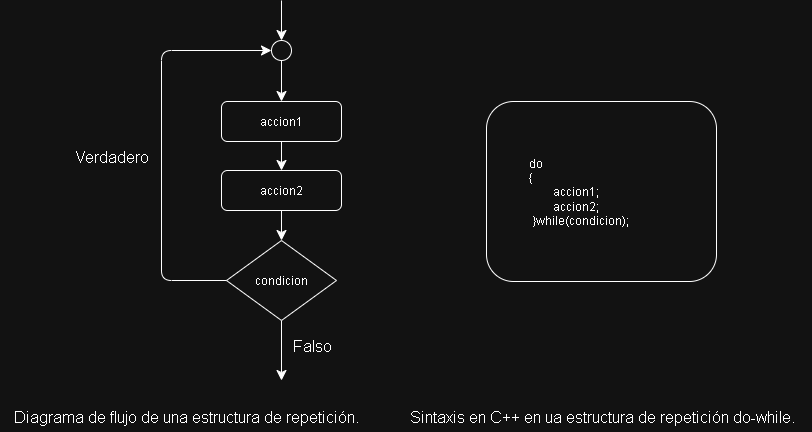 accion1
Verdadero
accion2
condicion
Falso
Diagrama de flujo de una estructura de repetición.
do
{
accion1;
accion2;
}while(condicion);
Sintaxis en C++ en ua estructura de repetición do-while.